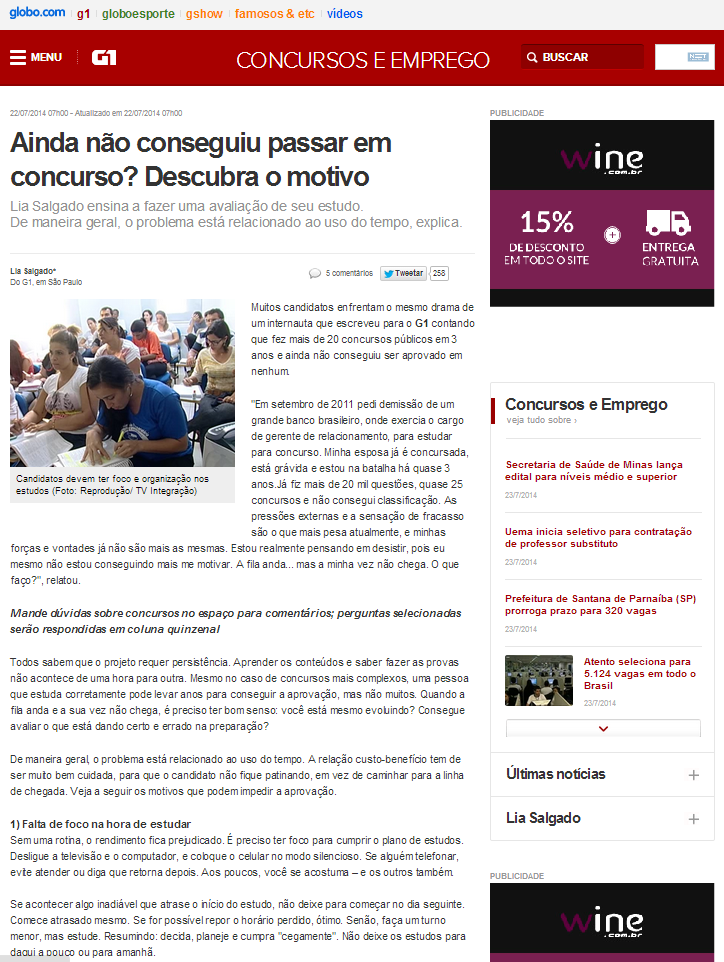 globo.com g1 globoesporte gshow famosos & etc vídeos
MENU G1 CONCURSOS E EMPREGO BUSCAR
22/07/2014 07h00 - Atualizado em 22/07/2014 07h00
Ainda não conseguiu passar em
concurso? Descubra o motivo
Lia Salgado ensina a fazer uma avaliação de seu estudo.
De maneira geral, o problema está relacionado ao uso do tempo, explica.
Lia Salgado*
Do G1, em São Paulo
5 comentários Tweetar 258
Muitos candidatos enfrentam o mesmo drama de
um internauta que escreveu para o G1 contando
que fez mais de 20 concursos públicos em 3
anos e ainda não conseguiu ser aprovado em
nenhum.
"Em setembro de 2011 pedi demissão de um
grande banco brasileiro, onde exercia o cargo
de gerente de relacionamento, para estudar
para concurso. Minha esposa já é concursada,
está grávida e estou na batalha há quase 3
anos.Já fiz mais de 20 mil questões, quase 25
concursos e não consegui classificação. As
pressões externas e a sensação de fracasso
são o que mais pesa atualmente, e minhas
forças e vontades já não são mais as mesmas. Estou realmente pensando em desistir, pois eu
mesmo não estou conseguindo mais me motivar. A fila anda... mas a minha vez não chega. O que
faço?", relatou.
Candidatos devem ter foco e organização nos
estudos (Foto: Reprodução/ TV Integração)
Mande dúvidas sobre concursos no espaço para comentários; perguntas selecionadas
serão respondidas em coluna quinzenal
Todos sabem que o projeto requer persistência. Aprender os conteúdos e saber fazer as provas
não acontece de uma hora para outra. Mesmo no caso de concursos mais complexos, uma pessoa
que estuda corretamente pode levar anos para conseguir a aprovação, mas não muitos. Quando a
fila anda e a sua vez não chega, é preciso ter bom senso: você está mesmo evoluindo? Consegue
avaliar o que está dando certo e errado na preparação?
De maneira geral, o problema está relacionado ao uso do tempo. A relação custo-benefício tem de
ser muito bem cuidada, para que o candidato não fique patinando, em vez de caminhar para a linha
de chegada. Veja a seguir os motivos que podem impedir a aprovação.
1) Falta de foco na hora de estudar
Sem uma rotina, o rendimento fica prejudicado. É preciso ter foco para cumprir o plano de estudos.
Desligue a televisão e o computador, e coloque o celular no modo silencioso. Se alguém telefonar,
evite atender ou diga que retorna depois. Aos poucos, você se acostuma – e os outros também.
Se acontecer algo inadiável que atrase o início do estudo, não deixe para começar no dia seguinte.
Comece atrasado mesmo. Se for possível repor o horário perdido, ótimo. Senão, faça um turno
menor, mas estude. Resumindo: decida, planeje e cumpra "cegamente". Não deixe os estudos para
daqui a pouco ou para amanhã.
PUBLICIDADE
wine
.com.br
15%
DE DESCONTO
EM TODO O SITE
+
ENTREGA
GRATUITA
Concursos e Emprego
veja tudo sobre ›
Secretaria de Saúde de Minas lança
edital para níveis médio e superior
23/7/2014
Uema inicia seletivo para contratação
de professor substituto
23/7/2014
Prefeitura de Santana de Parnaíba (SP)
prorroga prazo para 320 vagas
23/7/2014
Atento seleciona para
5.124 vagas em todo o
Brasil
23/7/2014
Últimas notícias +
Lia Salgado +
PUBLICIDADE
wine
.com.br